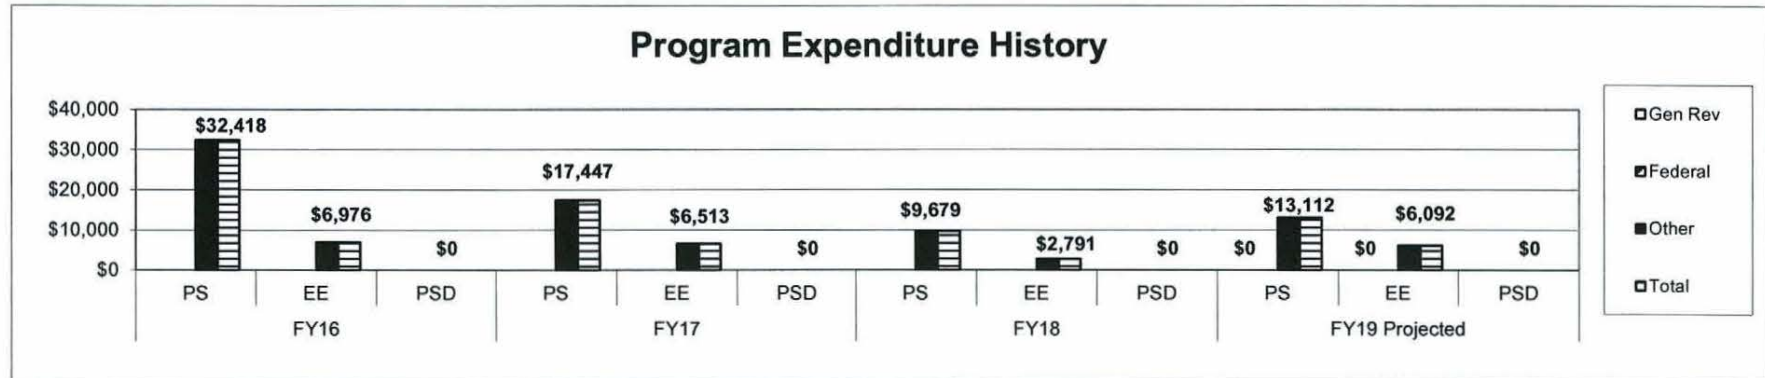 Program Expenditure History
$40,000
$30,000
$20,000
$10,000
$0
$32,418
$6,976
$0
$17,447
$6,513
$0
$9,679
$2,791
$0
$0
$13,112
$0
$6,092
$0
PS EE PSD PS EE PSD PS EE PSD PS EE PSD
FY16 FY17 FY18 FY19 Projected
Gen Rev
Federal
Other
Total